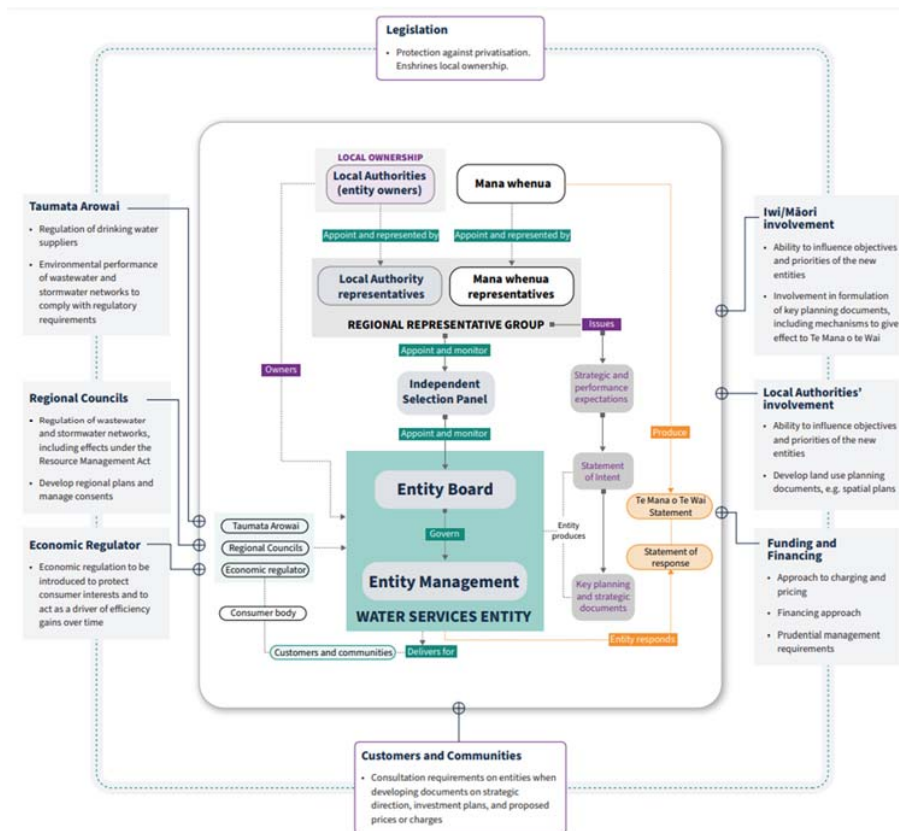 Legislation
• Protection against privatisation.
Enshrines local ownership.
LOCAL OWNERSHIP
Local Authorities
(entity owners)
Mana whenua
Appoint and represented by
Appoint and represented by
Local Authority
representatives
Mana whenua
representatives
REGIONAL REPRESENTATIVE GROUP
Issues
Appoint and monitor
Owners
Independent
Selection Panel
Strategic and
performance
expectations
Appoint and monitor
Produce
Statement
of Intent
Entity Board
Te Mana o Te Wai
Statement
Taumata Arowai
Regional Councils
Economic regulator
Govern
Entity
produces
Statement of
response
Entity Management
Key planning
and strategic
documents
Consumer body
WATER SERVICES ENTITY
Entity responds
Customers and communities
Delivers for
Taumata Arowai
• Regulation of drinking water
suppliers
• Environmental performance
of wastewater and
stormwater networks to
comply with regulatory
requirements
Regional Councils
• Regulation of wastewater
and stormwater networks,
including effects under the
Resource Management Act
• Develop regional plans and
manage consents
Economic Regulator
• Economic regulation to be
introduced to protect
consumer interests and to
act as a driver of efficiency
gains over time
Iwi/Māori
involvement
• Ability to influence objectives
and priorities of the new
entities
• Involvement in formulation
of key planning documents,
including mechanisms to give
effect to Te Mana o te Wai
Local Authorities’
involvement
• Ability to influence objectives
and priorities of the new
entities
• Develop land use planning
documents, e.g. spatial plans
Funding and
Financing
• Approach to charging and
pricing
• Financing approach
• Prudential management
requirements
Customers and Communities
• Consultation requirements on entities when
developing documents on strategic
direction, investment plans, and proposed
prices or charges